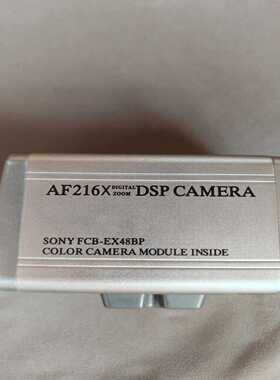 AF216X DIGITAL ZOOM DSP CAMERA
SONY FCB-EX48BP
COLOR CAMERA MODULE INSIDE